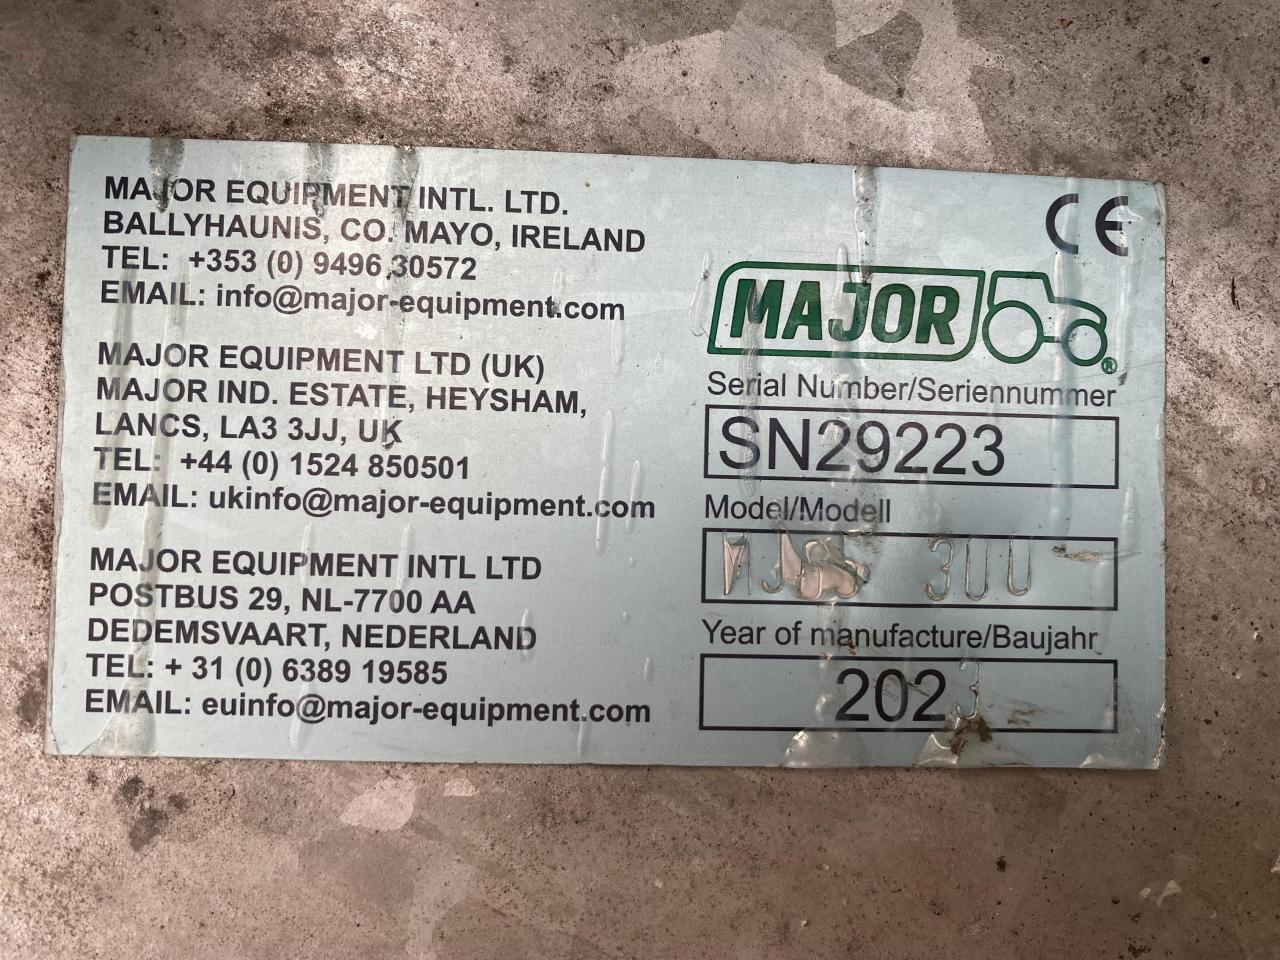 MAJOR EQUIPMENT INTL. LTD.
BALLYHAUNIS, CO. MAYO, IRELAND
TEL: +353 (0) 9496 30572
EMAIL: info@major-equipment.com
MAJOR EQUIPMENT LTD (UK)
MAJOR IND. ESTATE, HEYSHAM,
LANCS, LA3 3JJ, UK
TEL: +44 (0) 1524 850501
EMAIL: ukinfo@major-equipment.com
MAJOR EQUIPMENT INTL LTD
POSTBUS 29, NL-7700 AA
DEDEMSVAART, NEDERLAND
TEL: + 31 (0) 6389 19585
EMAIL: euinfo@major-equipment.com
CE
MAJOR ®
Serial Number/Seriennummer
SN29223
Model/Modell
300
Year of manufacture/Baujahr
2023